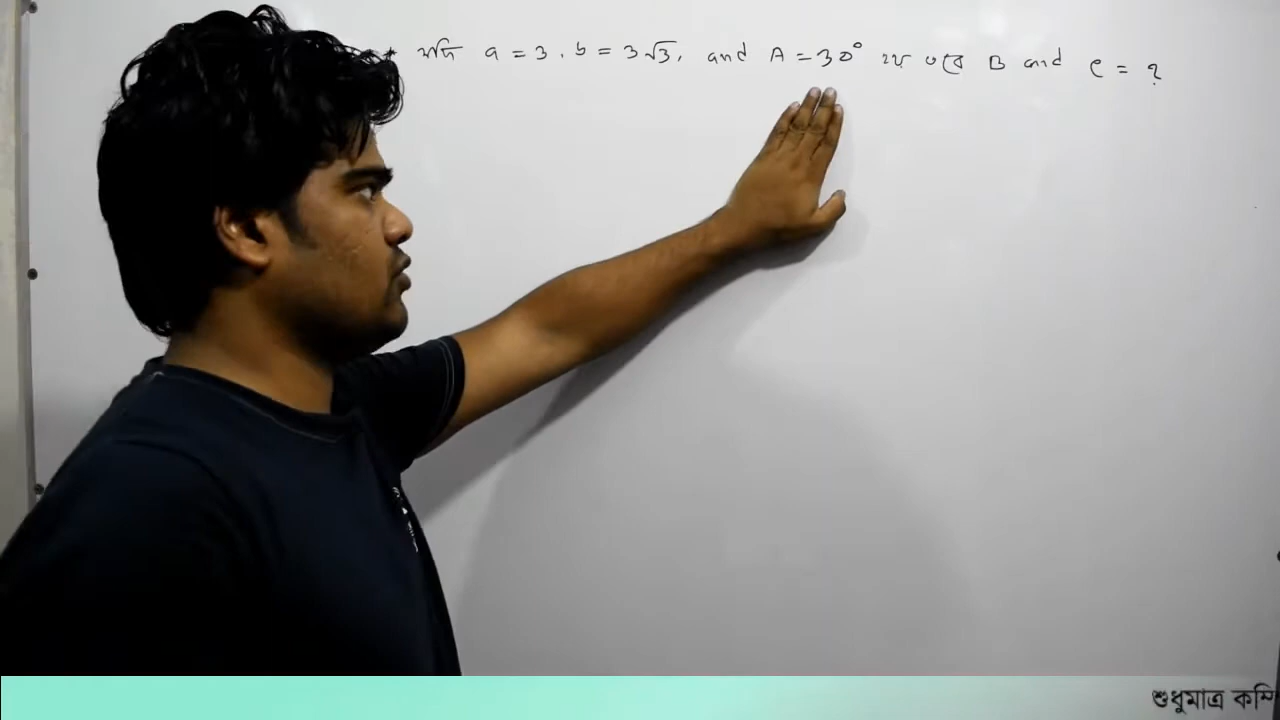 * যদি a = 3, b = 3√3, and A = 30° হয় তবে B and c = ?
শুধুমাত্র কম্পি